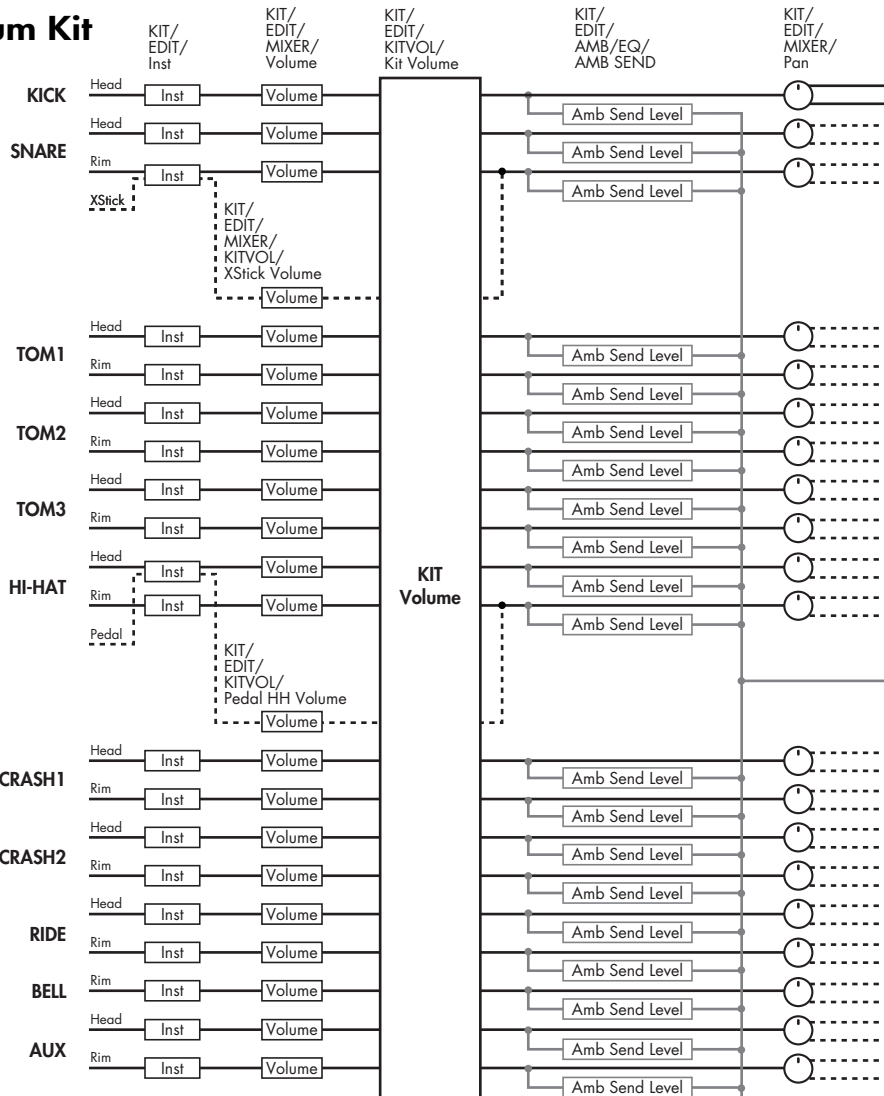 um Kit
KIT/
EDIT/
Inst
KIT/
EDIT/
MIXER/
Volume
KIT/
EDIT/
KITVOL/
Kit Volume
KIT/
EDIT/
AMB/EQ/
AMB SEND
KIT/
EDIT/
MIXER/
Pan
KICK
Head
Inst
Volume
Amb Send Level
SNARE
Head
Inst
Volume
Amb Send Level
Rim
Inst
Volume
Amb Send Level
XStick
KIT/
EDIT/
MIXER/
KITVOL/
XStick Volume
Volume
TOM1
Head
Inst
Volume
Amb Send Level
Rim
Inst
Volume
Amb Send Level
TOM2
Head
Inst
Volume
Amb Send Level
Rim
Inst
Volume
Amb Send Level
TOM3
Head
Inst
Volume
Amb Send Level
Rim
Inst
Volume
Amb Send Level
HI-HAT
Head
Inst
Volume
Amb Send Level
Rim
Inst
Volume
Amb Send Level
Pedal
KIT/
EDIT/
KITVOL/
Pedal HH Volume
Volume
KIT
Volume
CRASH1
Head
Inst
Volume
Amb Send Level
Rim
Inst
Volume
Amb Send Level
CRASH2
Head
Inst
Volume
Amb Send Level
Rim
Inst
Volume
Amb Send Level
RIDE
Head
Inst
Volume
Amb Send Level
Rim
Inst
Volume
Amb Send Level
BELL
Rim
Inst
Volume
Amb Send Level
AUX
Head
Inst
Volume
Amb Send Level
Rim
Inst
Volume
Amb Send Level